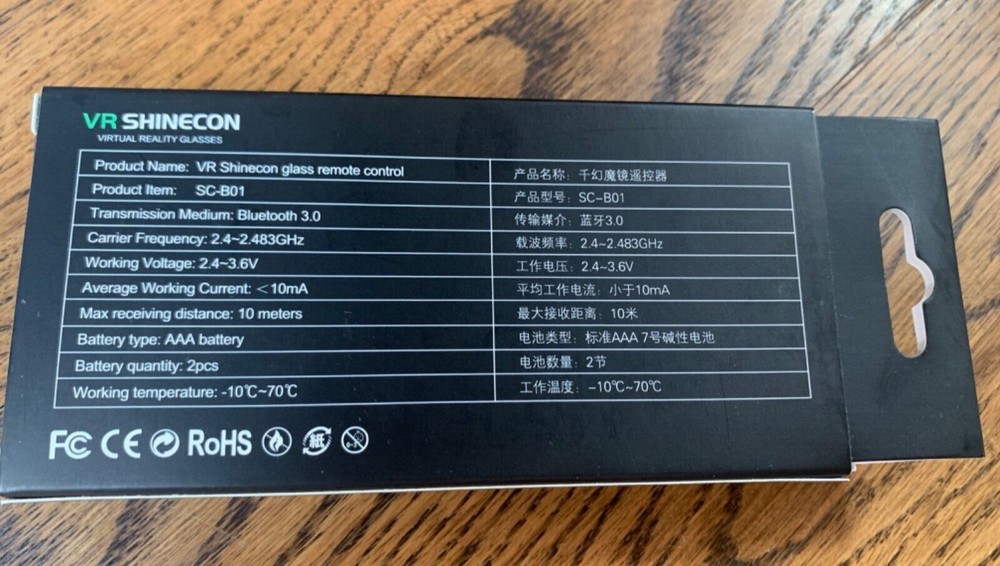 VR SHINECON
VIRTUAL REALITY GLASSES
Product Name: VR Shinecon glass remote control
产品名称: 千幻魔镜遥控器
Product Item: SC-B01
产品型号: SC-B01
Transmission Medium: Bluetooth 3.0
传输媒介: 蓝牙3.0
Carrier Frequency: 2.4~2.483GHz
载波频率: 2.4~2.483GHz
Working Voltage: 2.4~3.6V
工作电压: 2.4~3.6V
Average Working Current: <10mA
平均工作电流: 小于10mA
Max receiving distance: 10 meters
最大接收距离: 10米
Battery type: AAA battery
电池类型: 标准AAA 7号碱性电池
Battery quantity: 2pcs
电池数量: 2节
Working temperature: -10℃~70℃
工作温度: -10℃~70℃
FC CE RoHS 紙